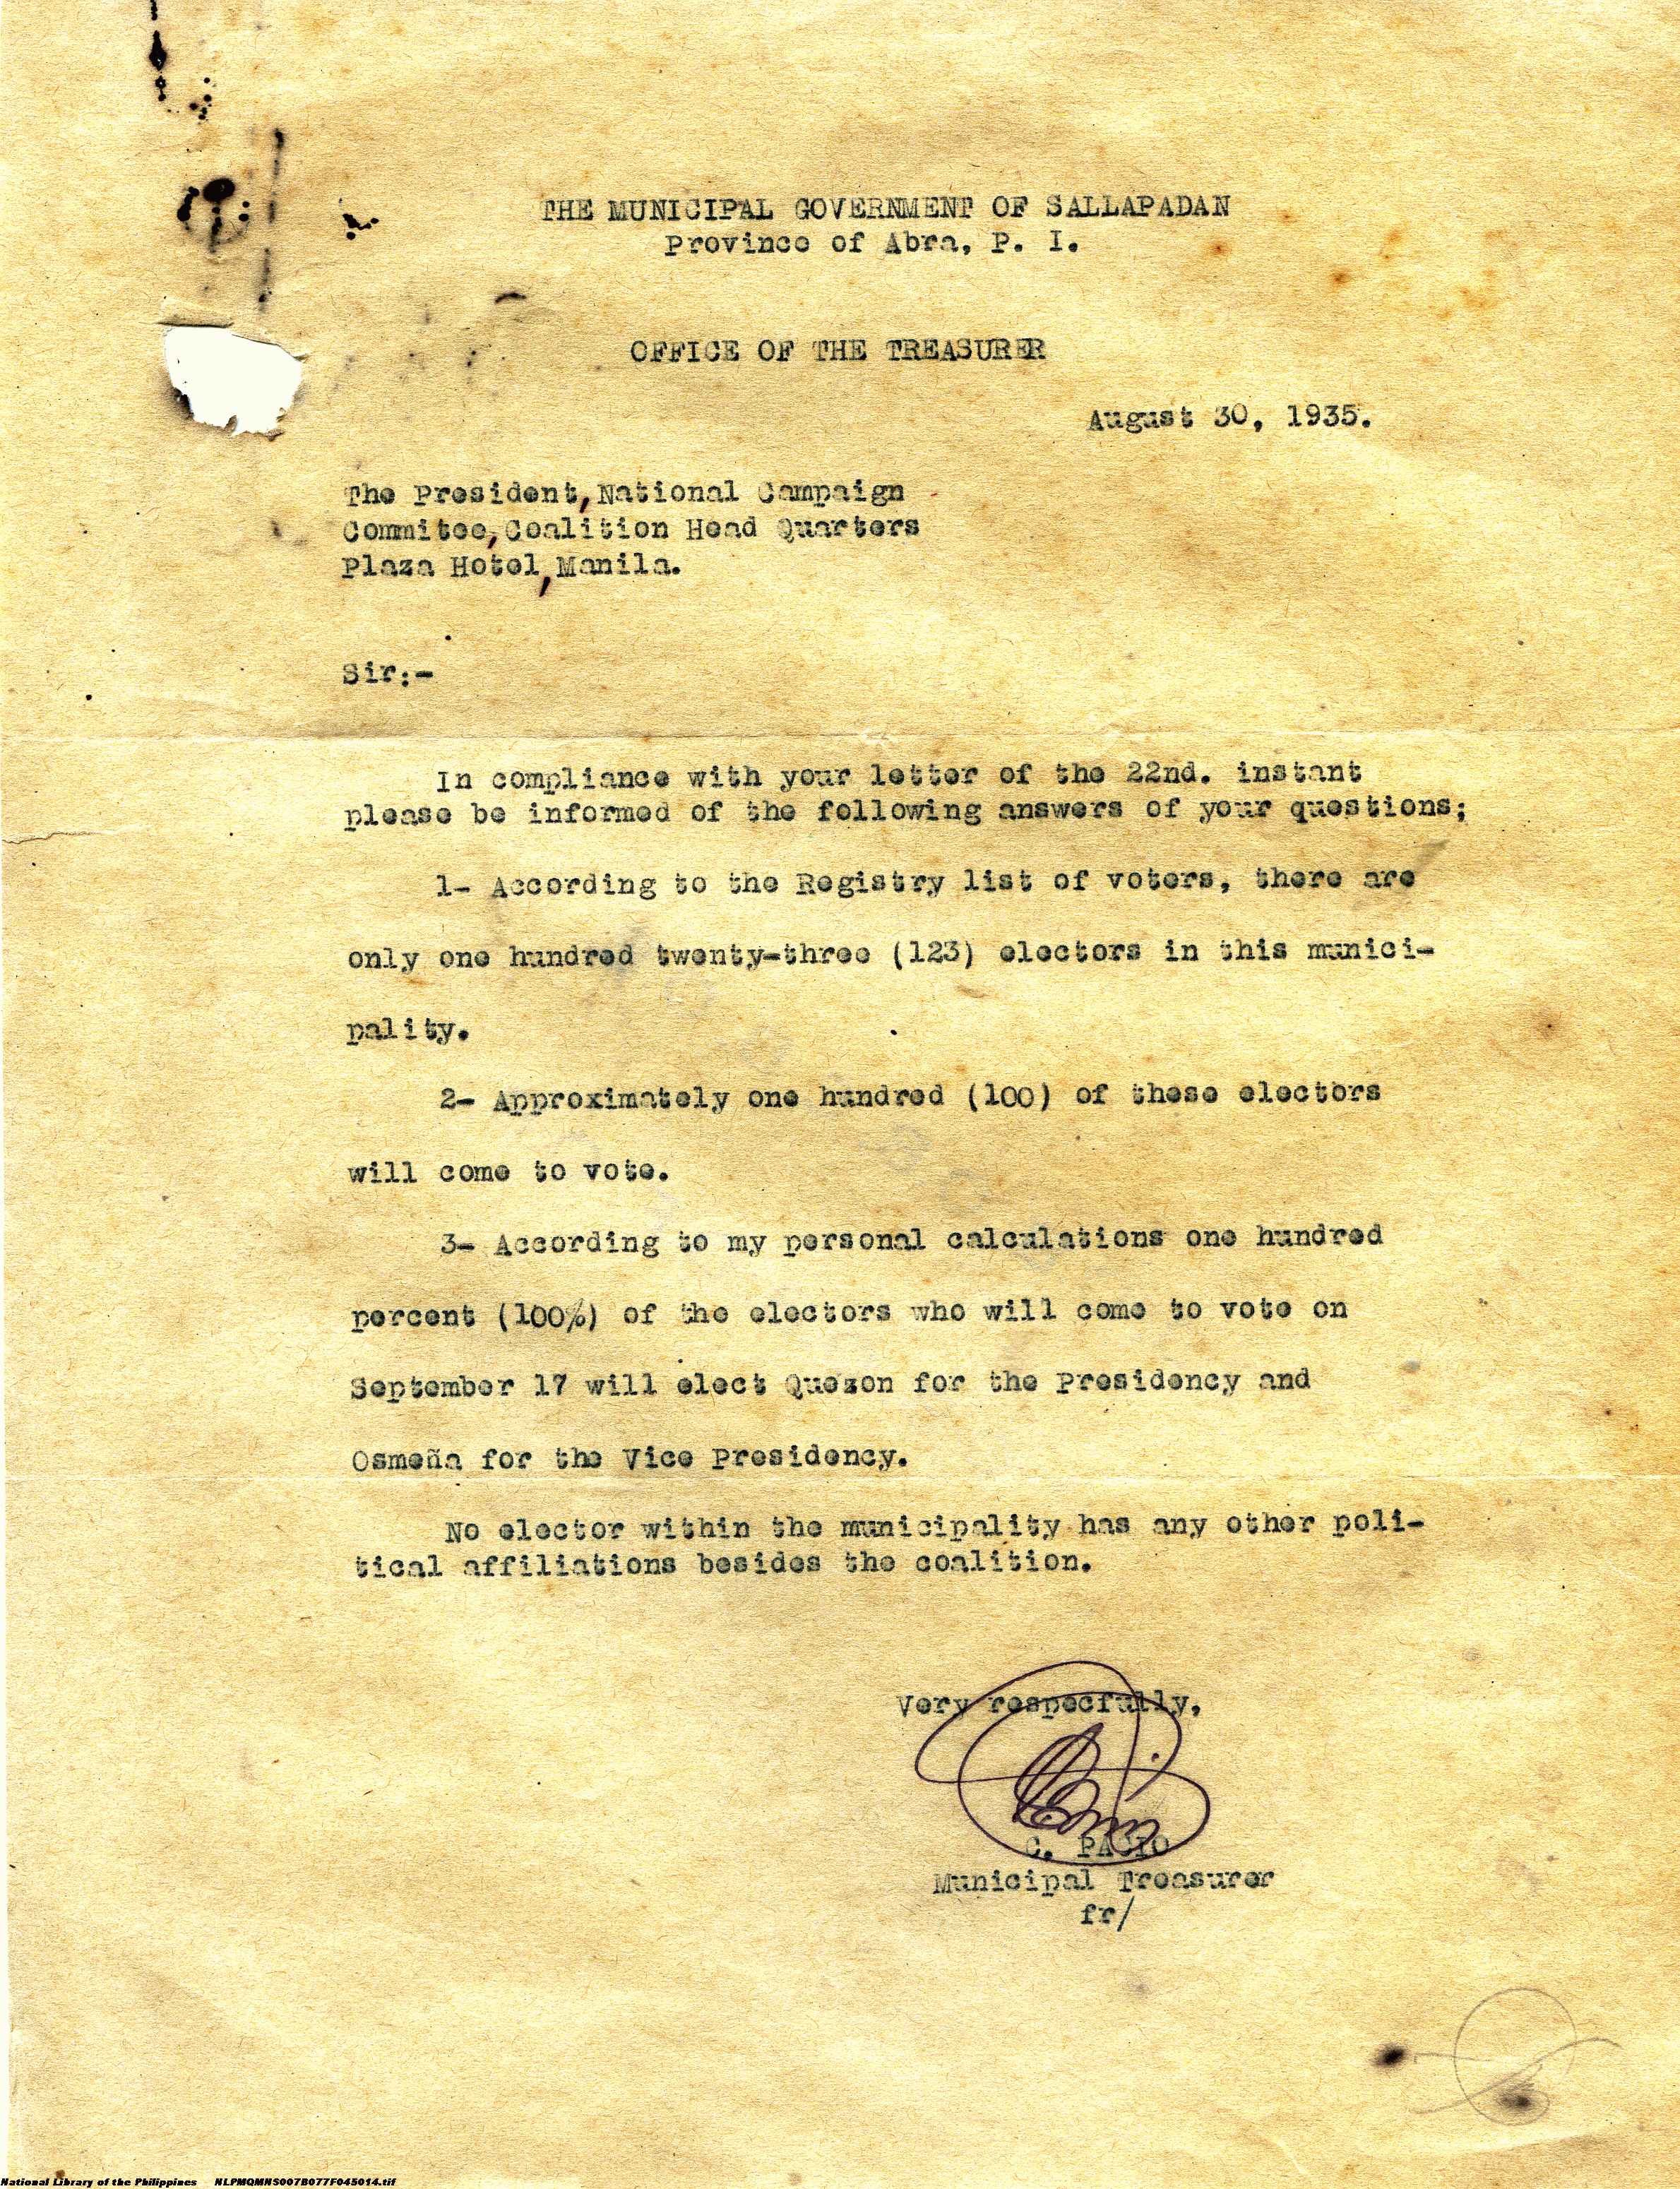 THE MUNICIPAL GOVERNMENT OF SALLAPADAN
Province of Abra, P. I.
OFFICE OF THE TREASURER
August 30, 1935.
The President,National Campaign
Commitee,Coalition Head Quarters
Plaza Hotel,Manila.
Sir:-
In compliance with your letter of the 22nd. instant
please be informed of the following answers of your questions;
1- According to the Registry list of voters, there are
only one hundred twenty-three (123) electors in this munici-
pality.
2- Approximately one hundred (100) of these electors
will come to vote.
3- According to my personal calculations one hundred
percent (100%) of the electors who will come to vote on
September 17 will elect Quezon for the Presidency and
Osmeña for the Vice Presidency.
No elector within the municipality has any other poli-
tical affiliations besides the coalition.
Very respecfully,
C. PACIO
Municipal Treasurer
fr/
National Library of the Philippines NLPMQMNS007B077F045014.tif